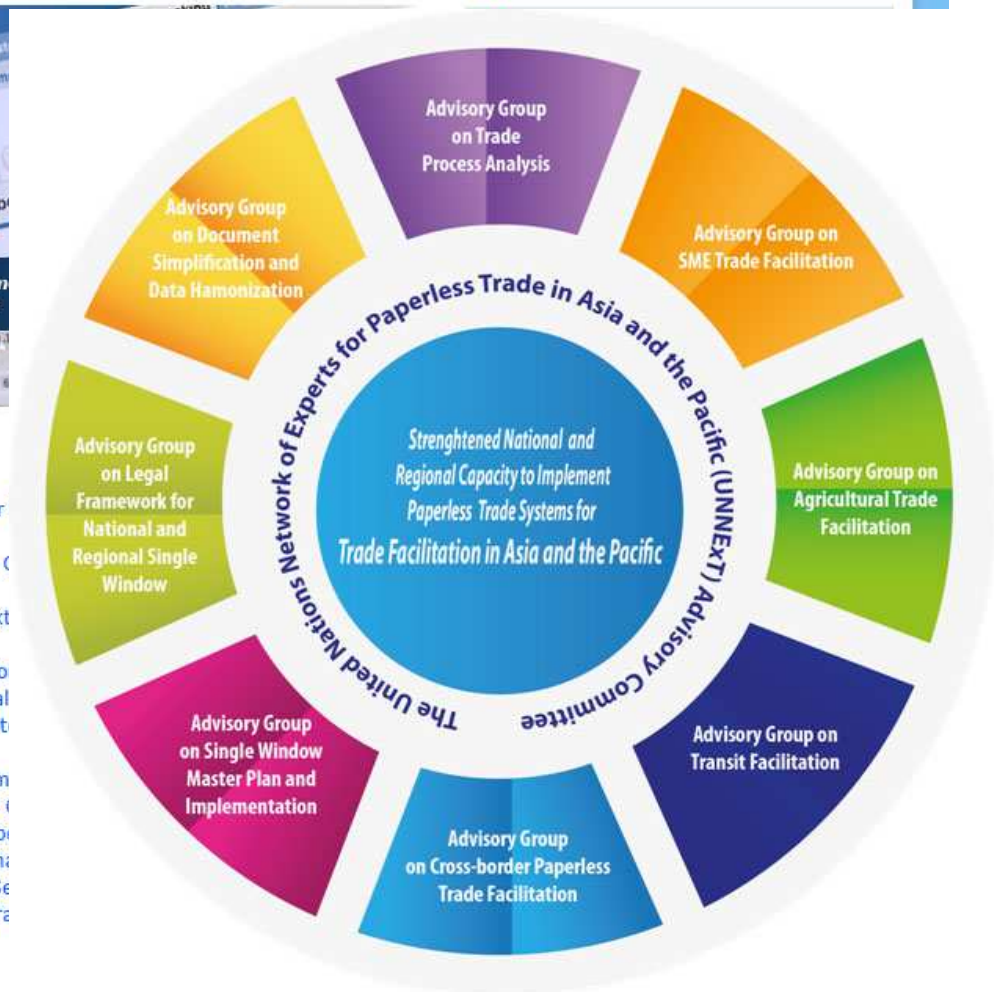 Advisory Group
on Trade
Process Analysis
Advisory Group on
SME Trade Facilitation
Advisory Group on
Agricultural Trade
Facilitation
Advisory Group on
Transit Facilitation
Advisory Group
on Cross-border Paperless
Trade Facilitation
Advisory Group
on Single Window
Master Plan and
Implementation
Advisory Group
on Legal
Framework for
National and
Regional Single
Window
Advisory Group
on Document
Simplification and
Data Hamonization
The United Nations Network of Experts for Paperless Trade in Asia and the Pacific (UNNExT) Advisory Committee
Strenghtened National and
Regional Capacity to Implement
Paperless Trade Systems for
Trade Facilitation in Asia and the Pacific